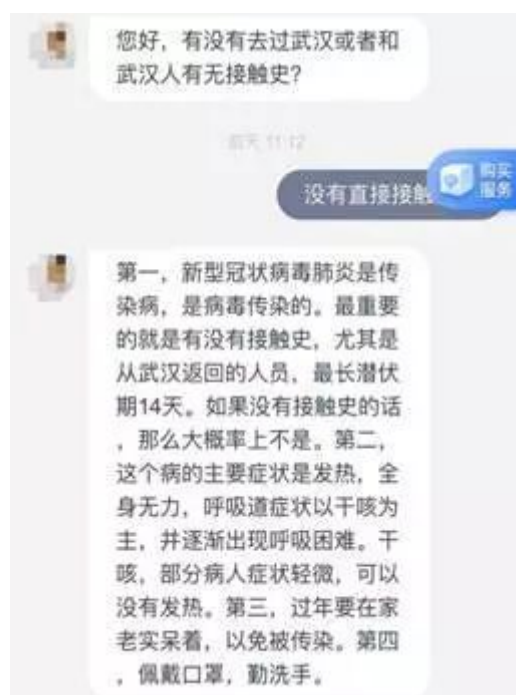 您好，有没有去过武汉或者和
武汉人有无接触史?
前天 11:12
没有直接接触
购买
服务
第一，新型冠状病毒肺炎是传
染病，是病毒传染的。最重要
的就是有没有接触史，尤其是
从武汉返回的人员，最长潜伏
期14天。如果没有接触史的话
，那么大概率上不是。第二，
这个病的主要症状是发热，全
身无力，呼吸道症状以干咳为
主，并逐渐出现呼吸困难。干
咳，部分病人症状轻微，可以
没有发热。第三，过年要在家
老实呆着，以免被传染。第四
，佩戴口罩，勤洗手。